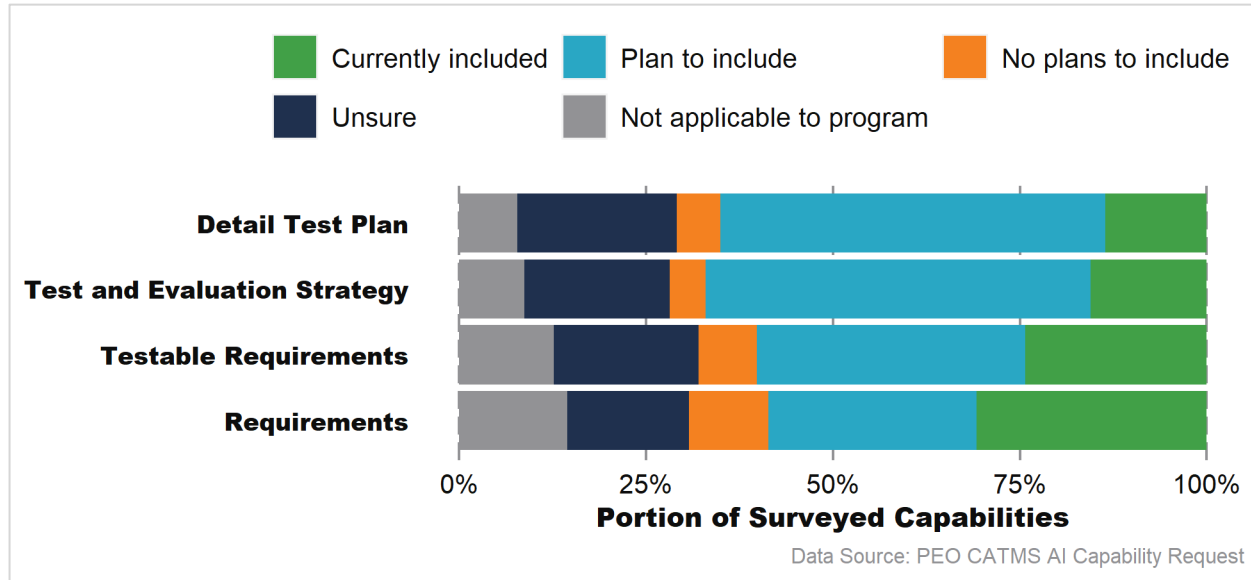 Currently included Plan to include No plans to include
Unsure Not applicable to program
Detail Test Plan
Test and Evaluation Strategy
Testable Requirements
Requirements
0% 25% 50% 75% 100%
Portion of Surveyed Capabilities
Data Source: PEO CATMS AI Capability Request